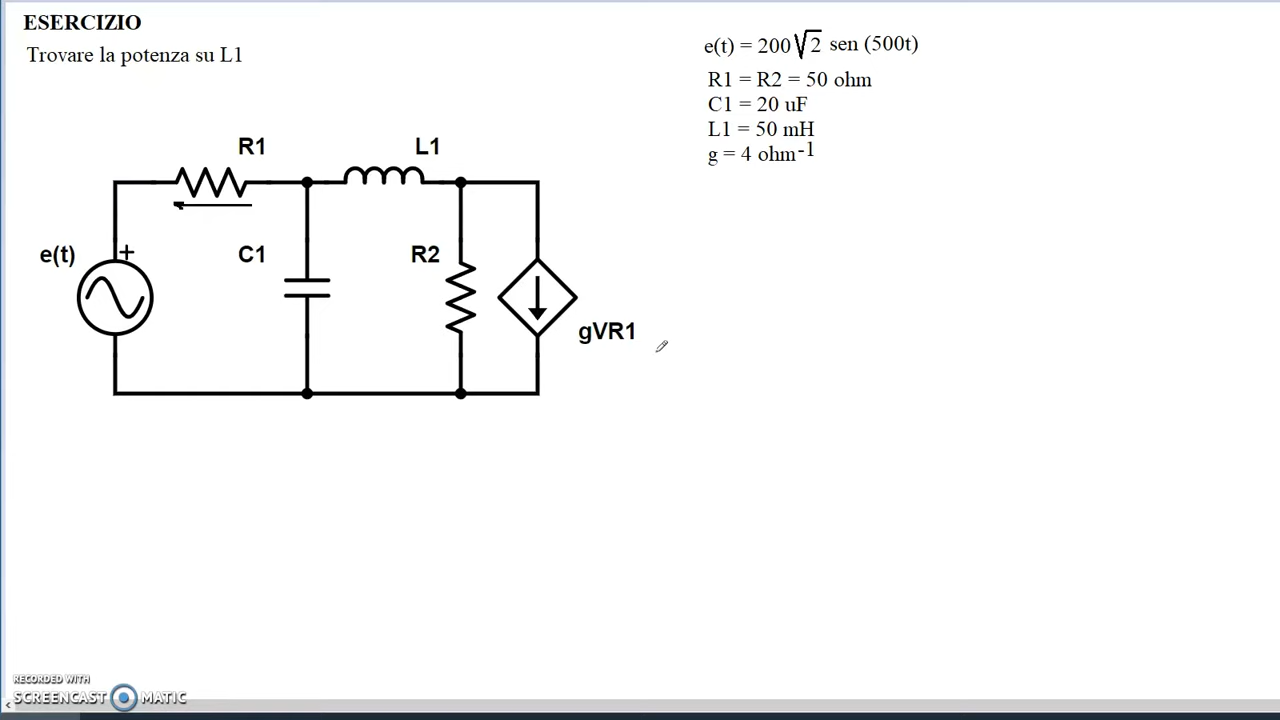 ESERCIZIO
Trovare la potenza su L1
e(t) = 200√2 sen (500t)
R1 = R2 = 50 ohm
C1 = 20 uF
L1 = 50 mH
g = 4 ohm-1
R1
L1
e(t)
+
C1
R2
gVR1
RECORDED WITH
SCREENCAST MATIC